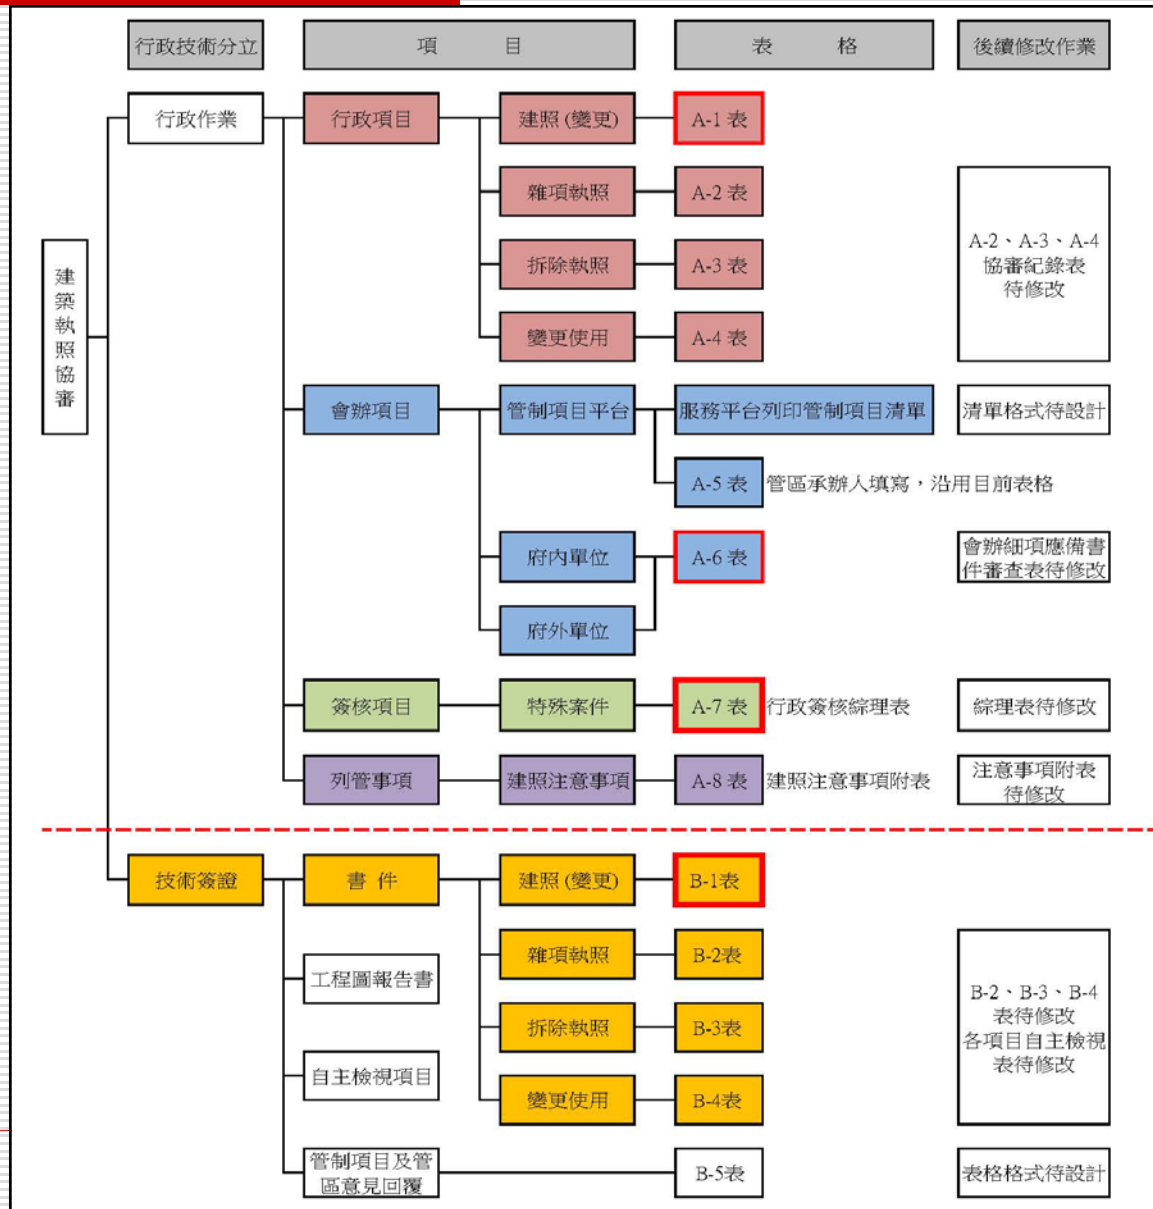 行政技術分立
項 目
表 格
後續修改作業
行政作業
行政項目
建照(變更)
A-1 表
雜項執照
A-2 表
拆除執照
A-3 表
變更使用
A-4 表
A-2、A-3、A-4
協審紀錄表
待修改
建築執照協審
會辦項目
管制項目平台
服務平台列印管制項目清單
清單格式待設計
A-5 表
管區承辦人填寫，沿用目前表格
府內單位
A-6 表
會辦細項應備書
件審查表待修改
府外單位
簽核項目
特殊案件
A-7 表
行政簽核綜理表
綜理表待修改
列管事項
建照注意事項
A-8 表
建照注意事項附表
注意事項附表
待修改
技術簽證
書 件
建照(變更)
B-1表
雜項執照
B-2表
工程圖報告書
拆除執照
B-3表
自主檢視項目
變更使用
B-4表
B-2、B-3、B-4
表待修改
各項目自主檢視
表待修改
管制項目及管
區意見回覆
B-5表
表格格式待設計